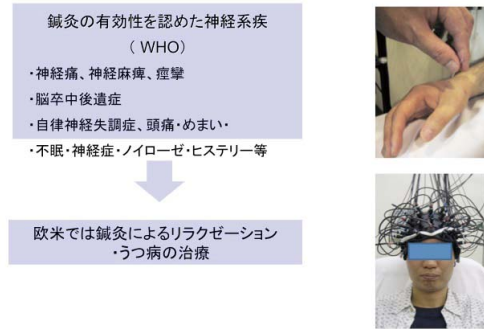 鍼灸の有効性を認めた神経系疾
（ WHO）
・神経痛、神経麻痺、痙攣
・脳卒中後遺症
・自律神経失調症、頭痛・めまい・
・不眠・神経症・ノイローゼ・ヒステリー等
欧米では鍼灸によるリラクゼーション
・うつ病の治療